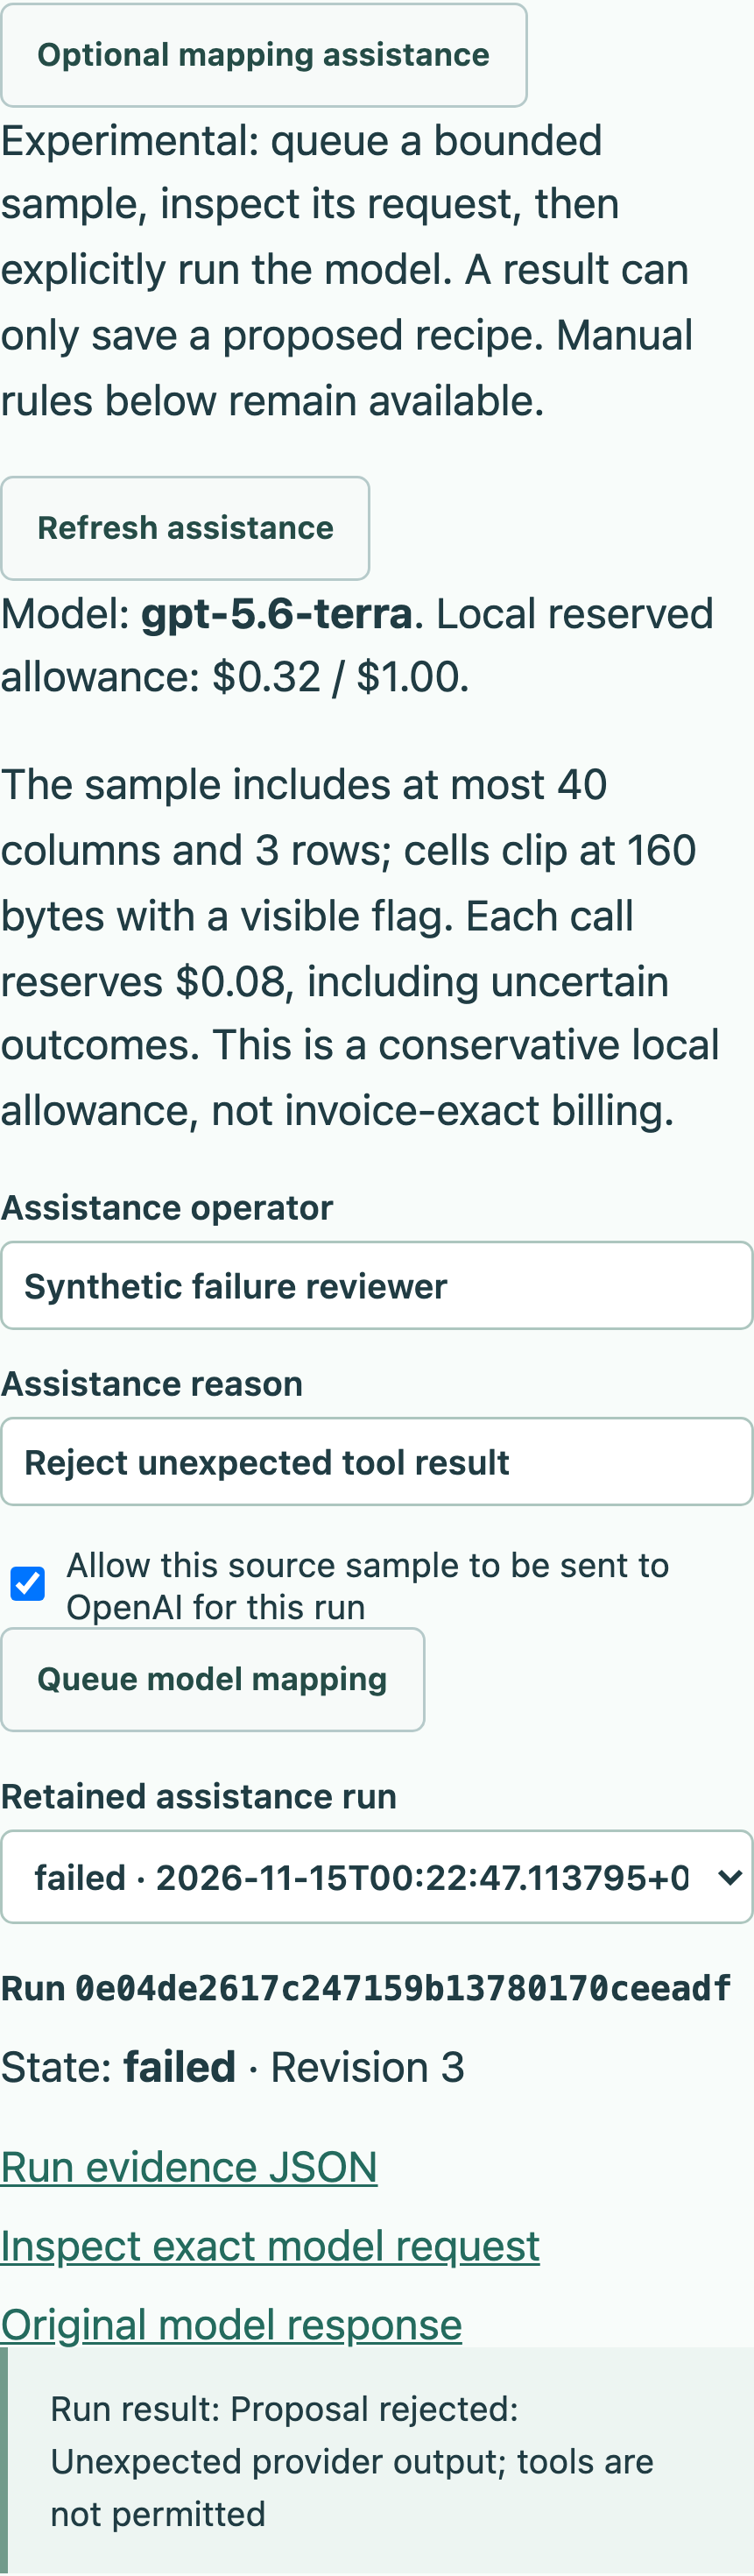 Optional mapping assistance
Experimental: queue a bounded
sample, inspect its request, then
explicitly run the model. A result can
only save a proposed recipe. Manual
rules below remain available.
Refresh assistance
Model: gpt-5.6-terra. Local reserved
allowance: $0.32 / $1.00.
The sample includes at most 40
columns and 3 rows; cells clip at 160
bytes with a visible flag. Each call
reserves $0.08, including uncertain
outcomes. This is a conservative local
allowance, not invoice-exact billing.
Assistance operator
Synthetic failure reviewer
Assistance reason
Reject unexpected tool result
Allow this source sample to be sent to
OpenAI for this run
Queue model mapping
Retained assistance run
failed · 2026-11-15T00:22:47.113795+0
Run 0e04de2617c247159b13780170ceeadf
State: failed · Revision 3
Run evidence JSON
Inspect exact model request
Original model response
Run result: Proposal rejected:
Unexpected provider output; tools are
not permitted